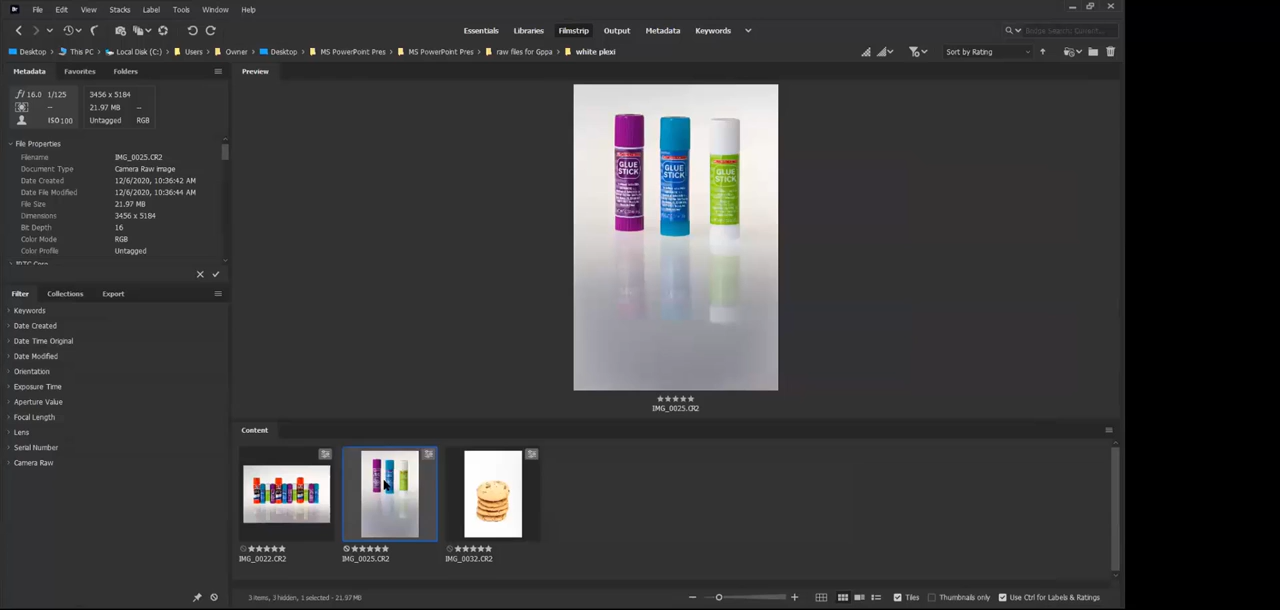 Br File Edit View Stacks Label Tools Window Help
Essentials Libraries Filmstrip Output Metadata Keywords
Desktop > This PC > Local Disk (C:) > Users > Owner > Desktop > MS PowerPoint Pres > MS PowerPoint Pres > raw files for Gppa > white plexi
Sort by Rating
Metadata Favorites Folders
Preview
f/ 16.0 1/125
3456 x 5184
-- 21.97 MB --
ISO100 Untagged RGB
File Properties
Filename IMG_0025.CR2
Document Type Camera Raw image
Date Created 12/6/2020, 10:36:42 AM
Date File Modified 12/6/2020, 10:36:44 AM
File Size 21.97 MB
Dimensions 3456 x 5184
Bit Depth 16
Color Mode RGB
Color Profile Untagged
GLUE STICK
GLUE STICK
GLUE STICK
Filter Collections Export
Keywords
Date Created
Date Time Original
Date Modified
Orientation
Exposure Time
Aperture Value
Focal Length
Lens
Serial Number
Camera Raw
IMG_0025.CR2
Content
IMG_0022.CR2
IMG_0025.CR2
IMG_0032.CR2
3 items, 3 hidden, 1 selected - 21.97 MB
Tiles Thumbnails only Use Ctrl for Labels & Ratings